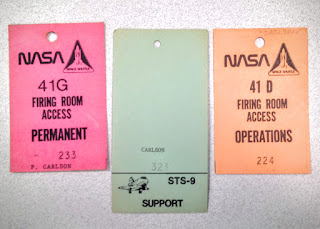 NASA
SPACE SHUTTLE
41G
FIRING ROOM
ACCESS
PERMANENT
- 233
P. CARLSON
CARLSON
323
STS-9
SUPPORT
CARLSON
NASA
SPACE SHUTTLE
41 D
FIRING ROOM
ACCESS
OPERATIONS
224